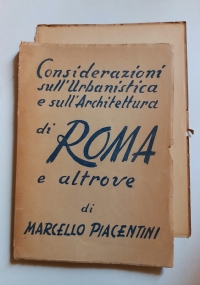 Considerazioni
sull'Urbanistica
e sull'Architettura
di
ROMA
e altrove
di
MARCELLO PIACENTINI